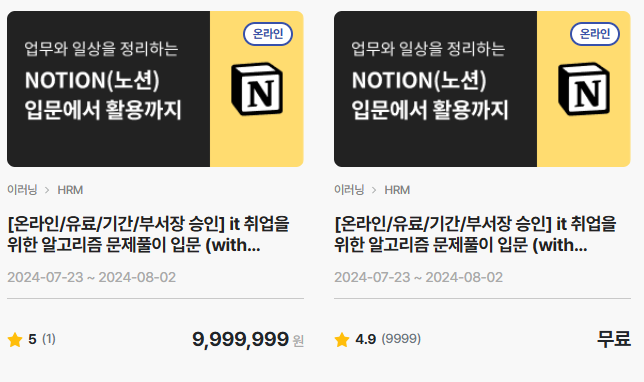 온라인
업무와 일상을 정리하는
NOTION(노션)
입문에서 활용까지
N
이러닝 > HRM
[온라인/유료/기간/부서장 승인] it 취업을
위한 알고리즘 문제풀이 입문 (with...
2024-07-23 ~ 2024-08-02
5 (1)
9,999,999 원
온라인
업무와 일상을 정리하는
NOTION(노션)
입문에서 활용까지
N
이러닝 > HRM
[온라인/유료/기간/부서장 승인] it 취업을
위한 알고리즘 문제풀이 입문 (with...
2024-07-23 ~ 2024-08-02
4.9 (9999)
무료